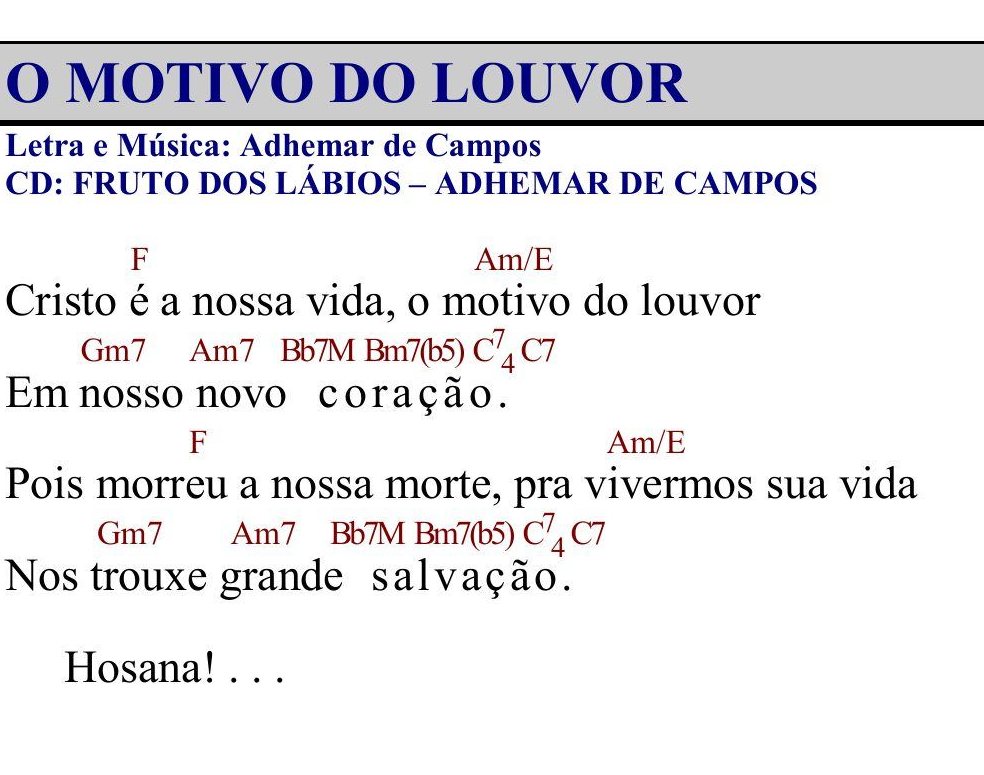 O MOTIVO DO LOUVOR
Letra e Música: Adhemar de Campos
CD: FRUTO DOS LÁBIOS – ADHEMAR DE CAMPOS
F Am/E
Cristo é a nossa vida, o motivo do louvor
Gm7 Am7 Bb7M Bm7(b5) C7 4 C7
Em nosso novo coração.
F Am/E
Pois morreu a nossa morte, pra vivermos sua vida
Gm7 Am7 Bb7M Bm7(b5) C7 4 C7
Nos trouxe grande salvação.
Hosana! . . .